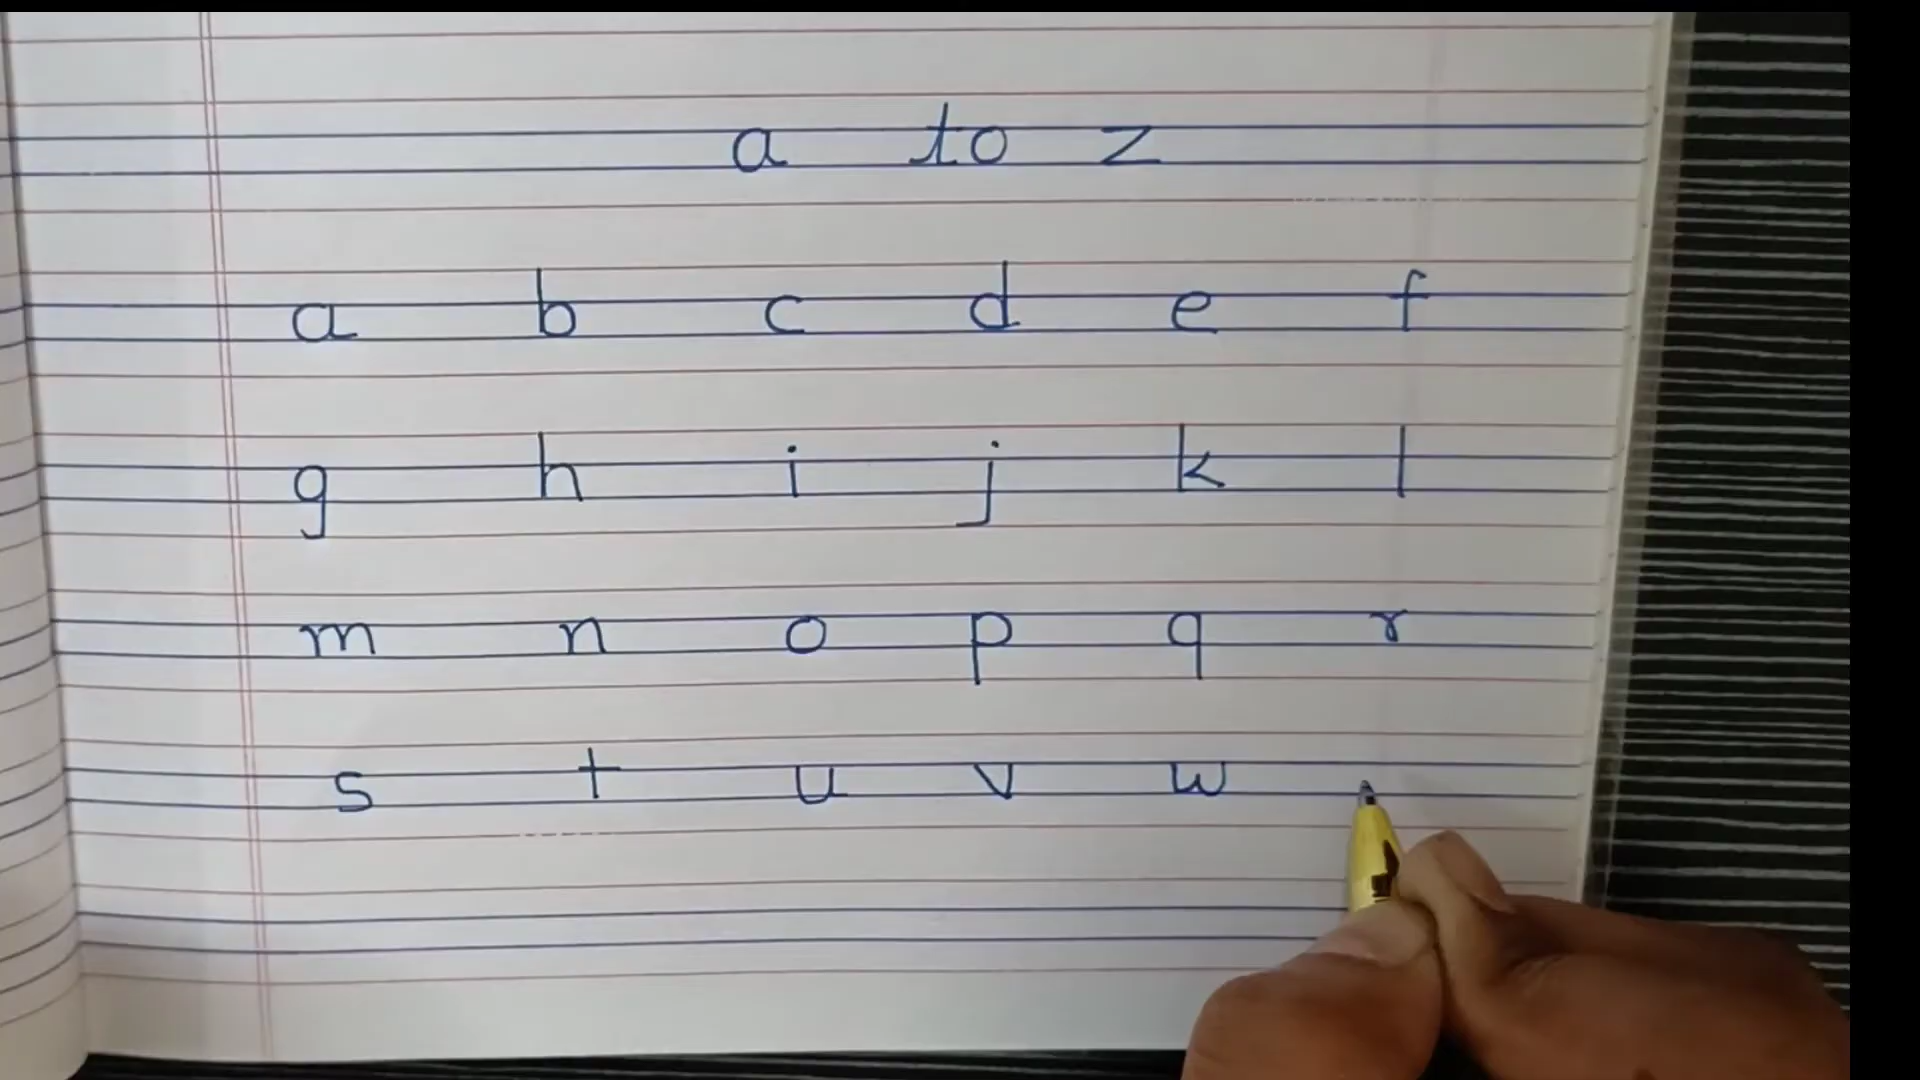 a to z
a b c d e f
g h i j k l
m n o p q r
s t u v w